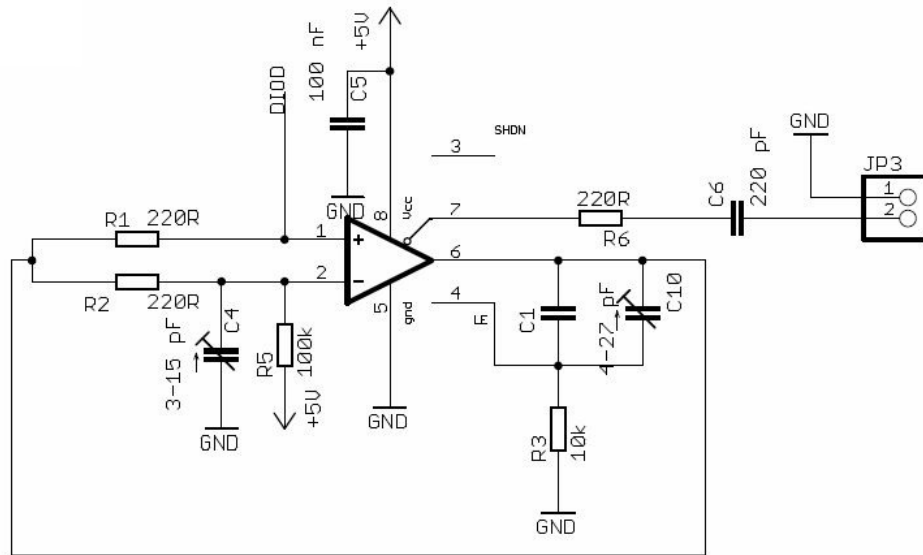 +5V
100 nF
C5
DIOD
GND
SHDN
3
GND
JP3
1
2
220 pF
C6
R1
220R
1
8
Vcc
7
220R
R6
R2
220R
2
+
-
6
5
gnd
4
LE
C1
4-27 pF
C10
3-15 pF
C4
R5
100k
+5V
GND
GND
R3
10k
GND